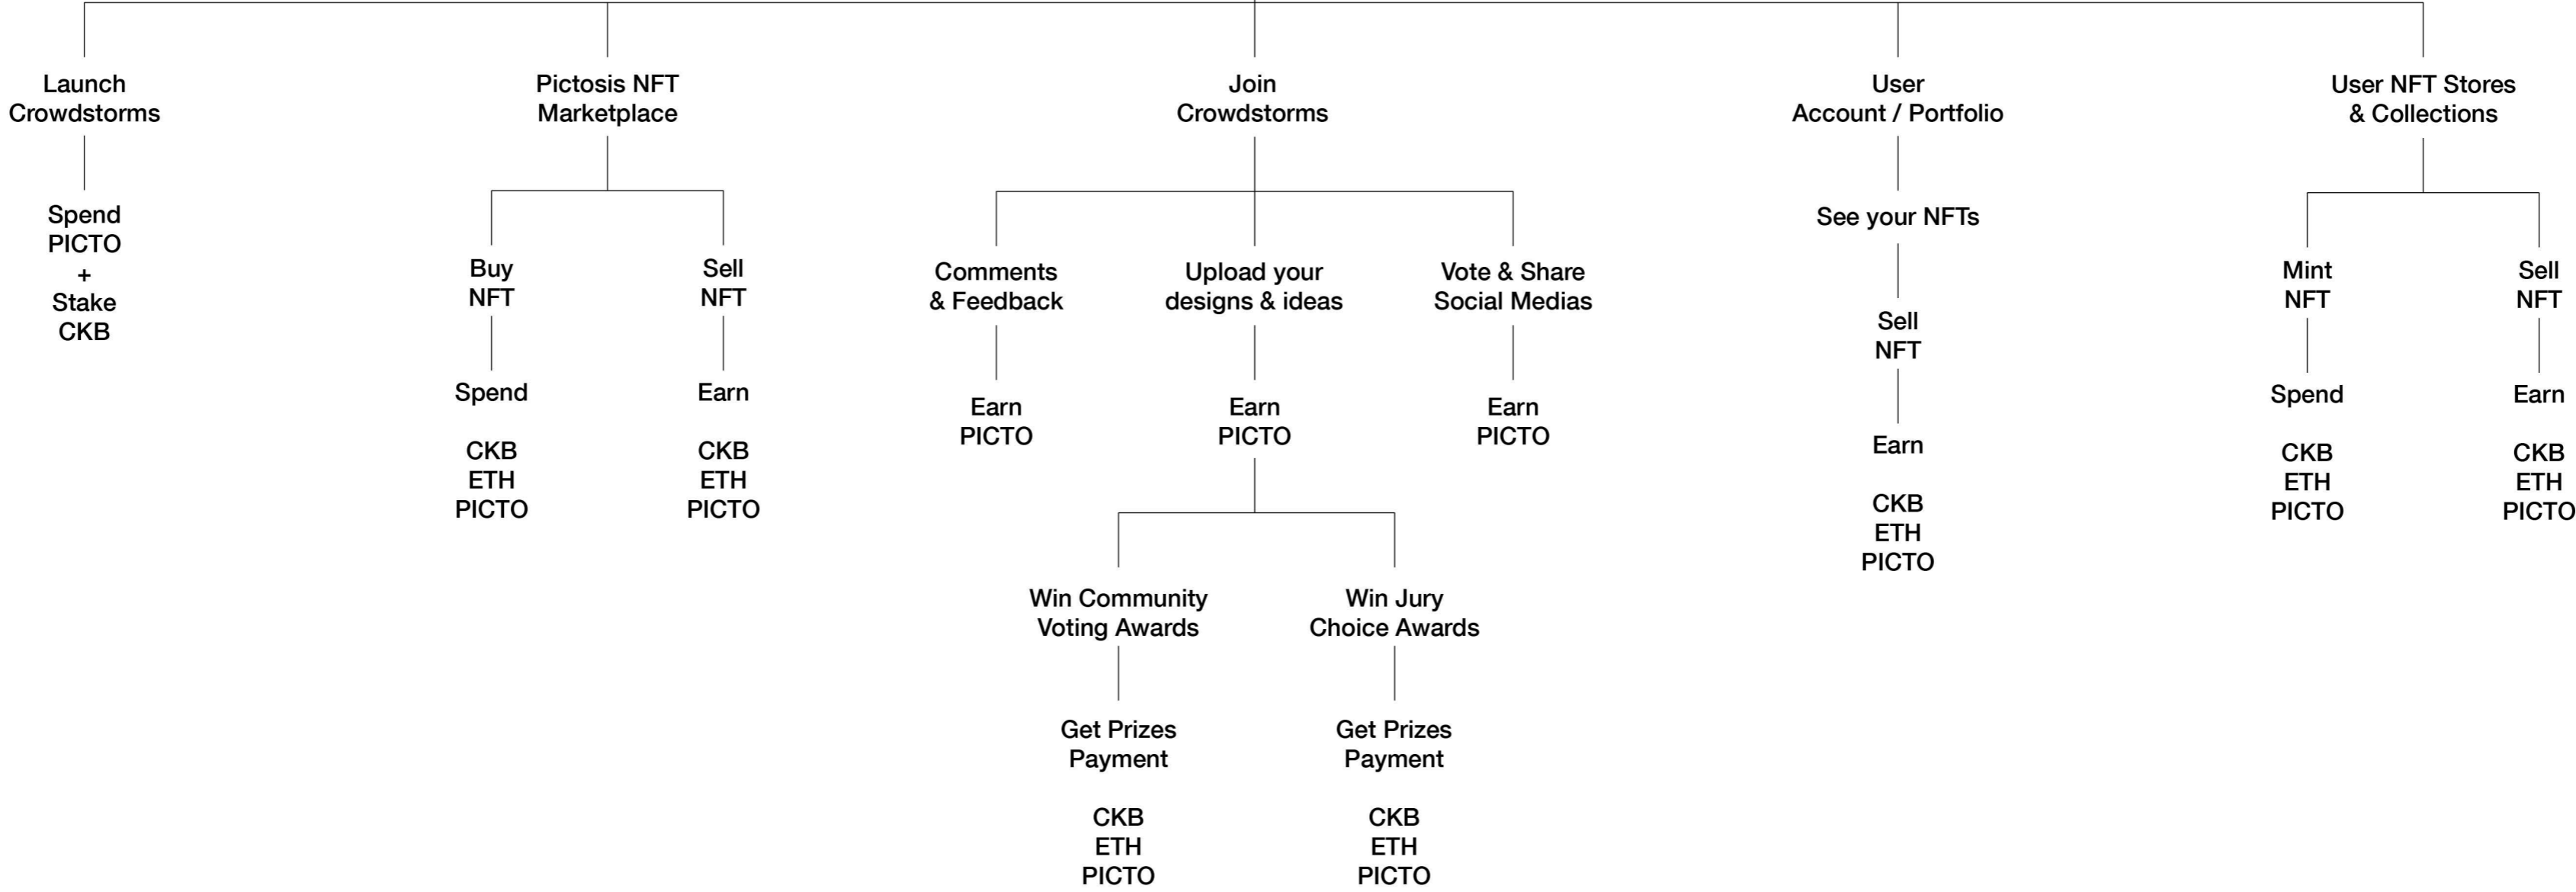 Launch
Crowdstorms
Spend
PICTO
+
Stake
CKB
Pictosis NFT
Marketplace
Buy
NFT
Spend
CKB
ETH
PICTO
Sell
NFT
Earn
CKB
ETH
PICTO
Join
Crowdstorms
Comments
& Feedback
Earn
PICTO
Upload your
designs & ideas
Earn
PICTO
Win Community
Voting Awards
Get Prizes
Payment
CKB
ETH
PICTO
Win Jury
Choice Awards
Get Prizes
Payment
CKB
ETH
PICTO
Vote & Share
Social Medias
Earn
PICTO
User
Account / Portfolio
See your NFTs
Sell
NFT
Earn
CKB
ETH
PICTO
User NFT Stores
& Collections
Mint
NFT
Spend
CKB
ETH
PICTO
Sell
NFT
Earn
CKB
ETH
PICTO